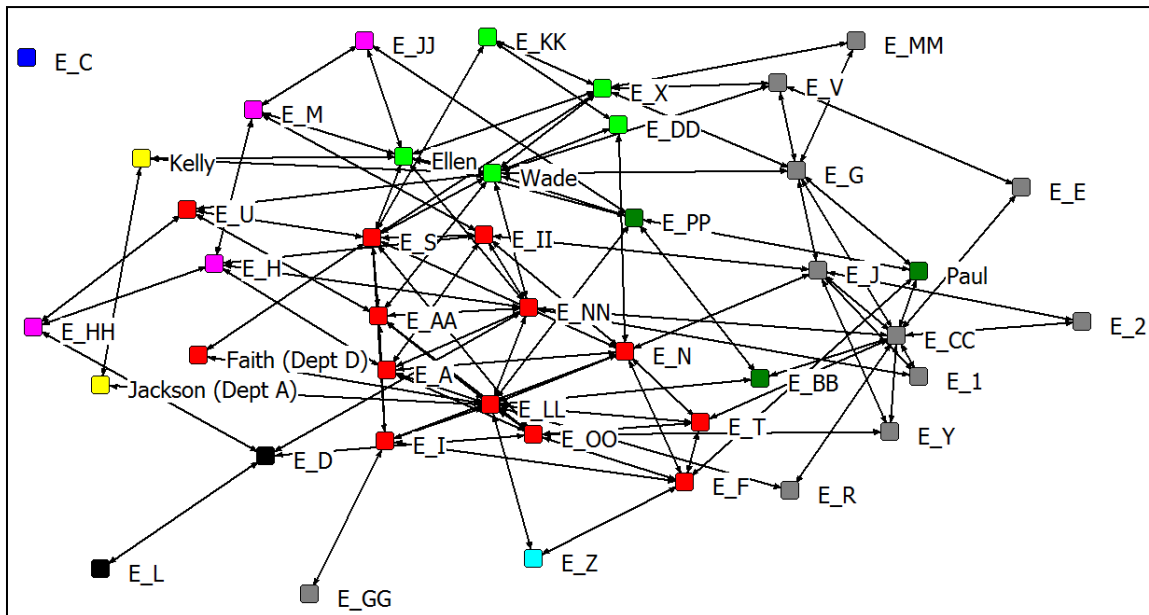 E_C
E_JJ
E_KK
E_MM
E_X
E_V
E_M
E_DD
Kelly
Ellen
Wade
E_G
E_E
E_U
E_PP
E_S
E_II
E_H
E_J
Paul
E_HH
E_AA
E_NN
E_2
E_CC
Faith (Dept D)
E_N
E_A
E_1
Jackson (Dept A)
E_BB
E_LL
E_T
E_OO
E_Y
E_I
E_D
E_F
E_R
E_L
E_Z
E_GG